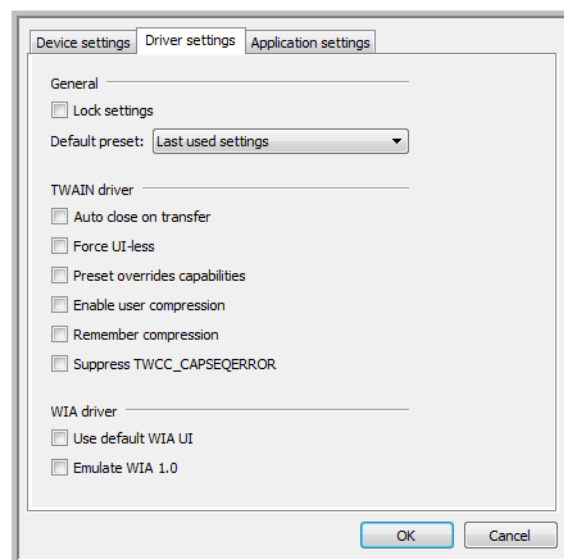 Device settings Driver settings Application settings
General
Lock settings
Default preset: Last used settings
TWAIN driver
Auto close on transfer
Force UI-less
Preset overrides capabilities
Enable user compression
Remember compression
Suppress TWCC_CAPSEQERROR
WIA driver
Use default WIA UI
Emulate WIA 1.0
OK Cancel